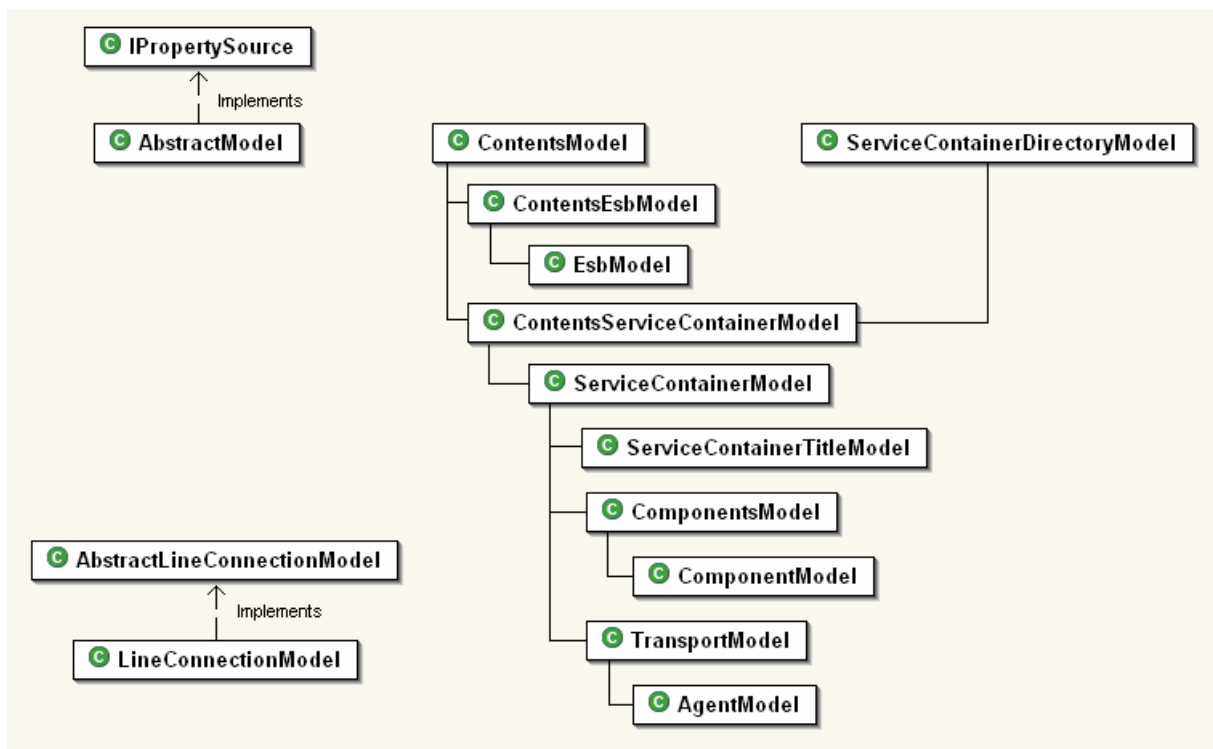 C IPropertySource
Implements
C AbstractModel
C ContentsModel
C ServiceContainerDirectoryModel
C ContentsEsbModel
C EsbModel
C ContentsServiceContainerModel
C ServiceContainerModel
C ServiceContainerTitleModel
C ComponentsModel
C AbstractLineConnectionModel
C ComponentModel
Implements
C TransportModel
C LineConnectionModel
C AgentModel